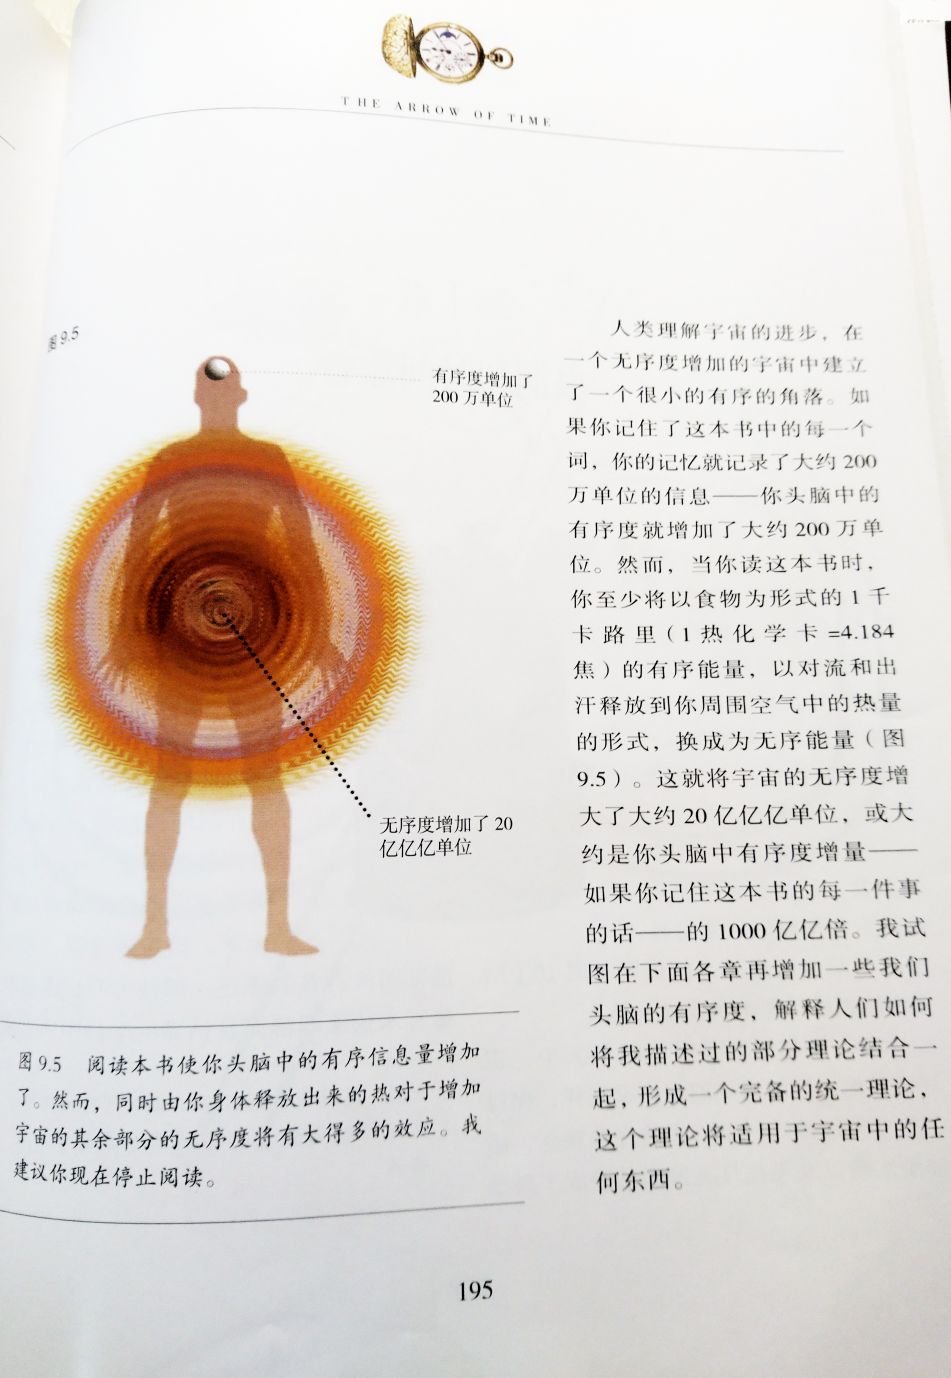 THE ARROW OF TIME
图 9.5
有序度增加了
200 万单位
无序度增加了 20
亿亿亿单位
图 9.5 阅读本书使你头脑中的有序信息量增加
了。然而，同时由你身体释放出来的热对于增加
宇宙的其余部分的无序度将有大得多的效应。我
建议你现在停止阅读。
人类理解宇宙的进步，在
一个无序度增加的宇宙中建立
了一个很小的有序的角落。如
果你记住了这本书中的每一个
词，你的记忆就记录了大约 200
万单位的信息——你头脑中的
有序度就增加了大约 200 万单
位。然而，当你读这本书时，
你至少将以食物为形式的 1 千
卡路里（1 热化学卡 =4.184
焦）的有序能量，以对流和出
汗释放到你周围空气中的热量
的形式，换成为无序能量（图
9.5）。这就将宇宙的无序度增
大了大约 20 亿亿亿单位，或大
约是你头脑中有序度增量——
如果你记住这本书的每一件事
的话——的 1000 亿亿倍。我试
图在下面各章再增加一些我们
头脑的有序度，解释人们如何
将我描述过的部分理论结合一
起，形成一个完备的统一理论，
这个理论将适用于宇宙中的任
何东西。
195